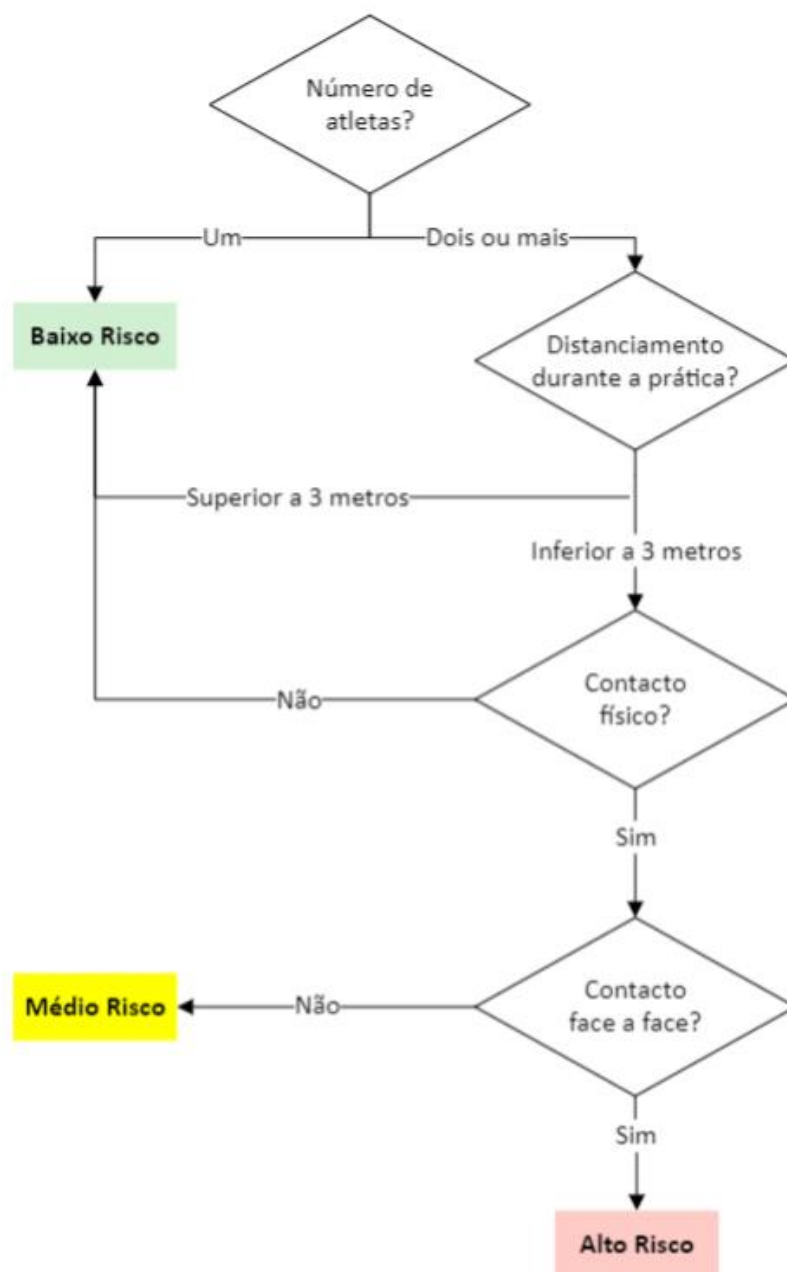 Número de
atletas?
Um
Dois ou mais
Baixo Risco
Distanciamento
durante a prática?
Superior a 3 metros
Inferior a 3 metros
Contacto
físico?
Não
Sim
Contacto
face a face?
Não
Médio Risco
Sim
Alto Risco